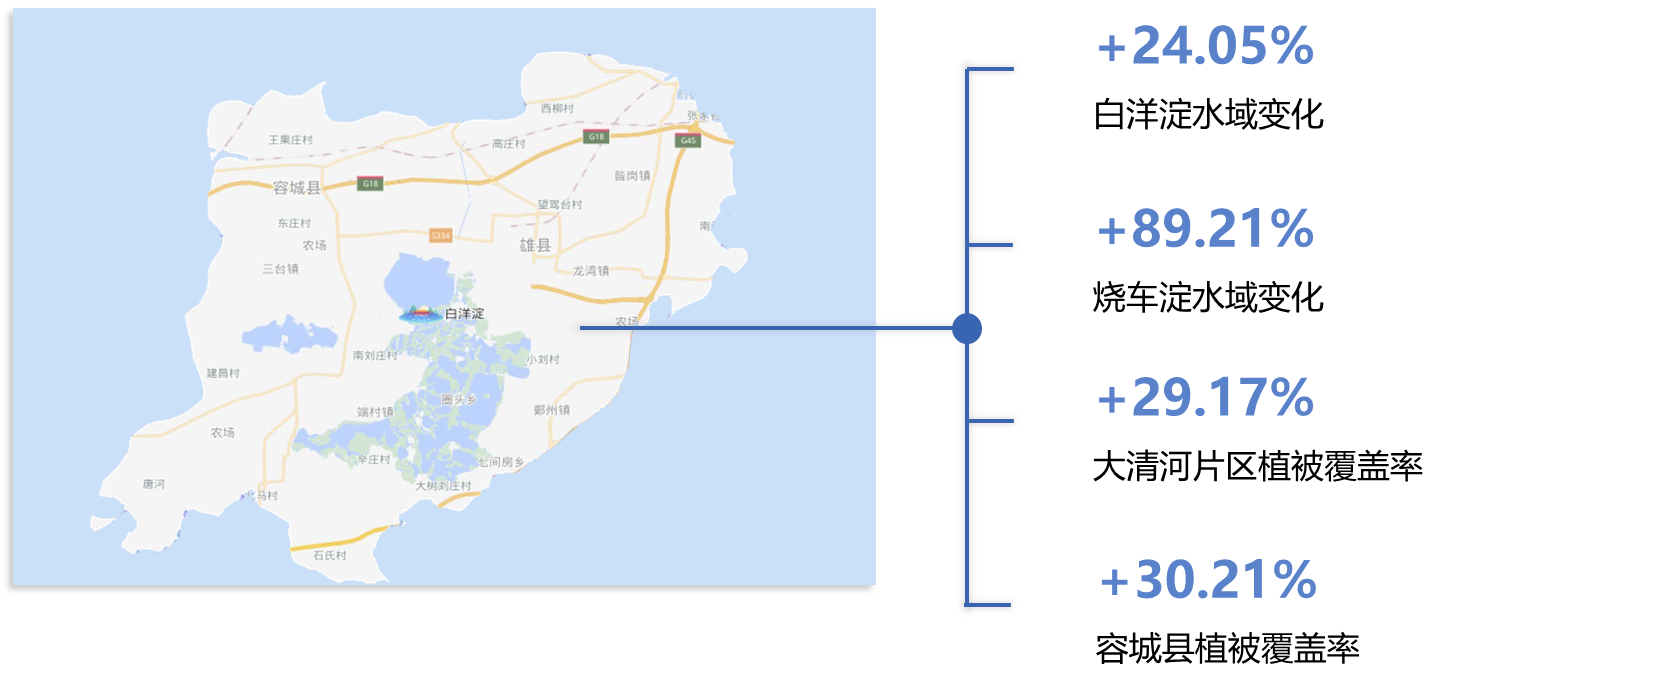 西柳村
张
王果庄村
高庄村
G18
G45
容城县
G18
昝岗镇
东庄村
望驾台村
南
农场
S334
雄县
三台镇
龙湾镇
白洋淀
农场
南刘庄村
小刘村
建昌村
圈头乡
端村镇
鄚州镇
农场
辛庄村
七间房乡
唐河
大树刘庄村
北马村
石氏村
+24.05%
白洋淀水域变化
+89.21%
烧车淀水域变化
+29.17%
大清河片区植被覆盖率
+30.21%
容城县植被覆盖率